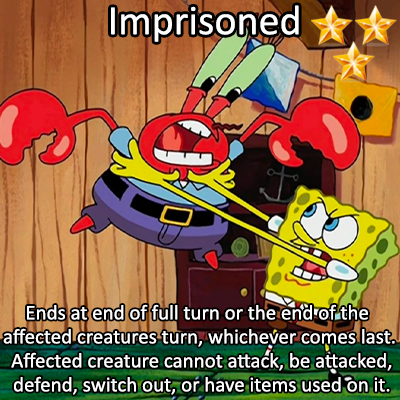 Imprisoned
Ends at end of full turn or the end of the
affected creatures turn, whichever comes last.
Affected creature cannot attack, be attacked,
defend, switch out, or have items used on it.